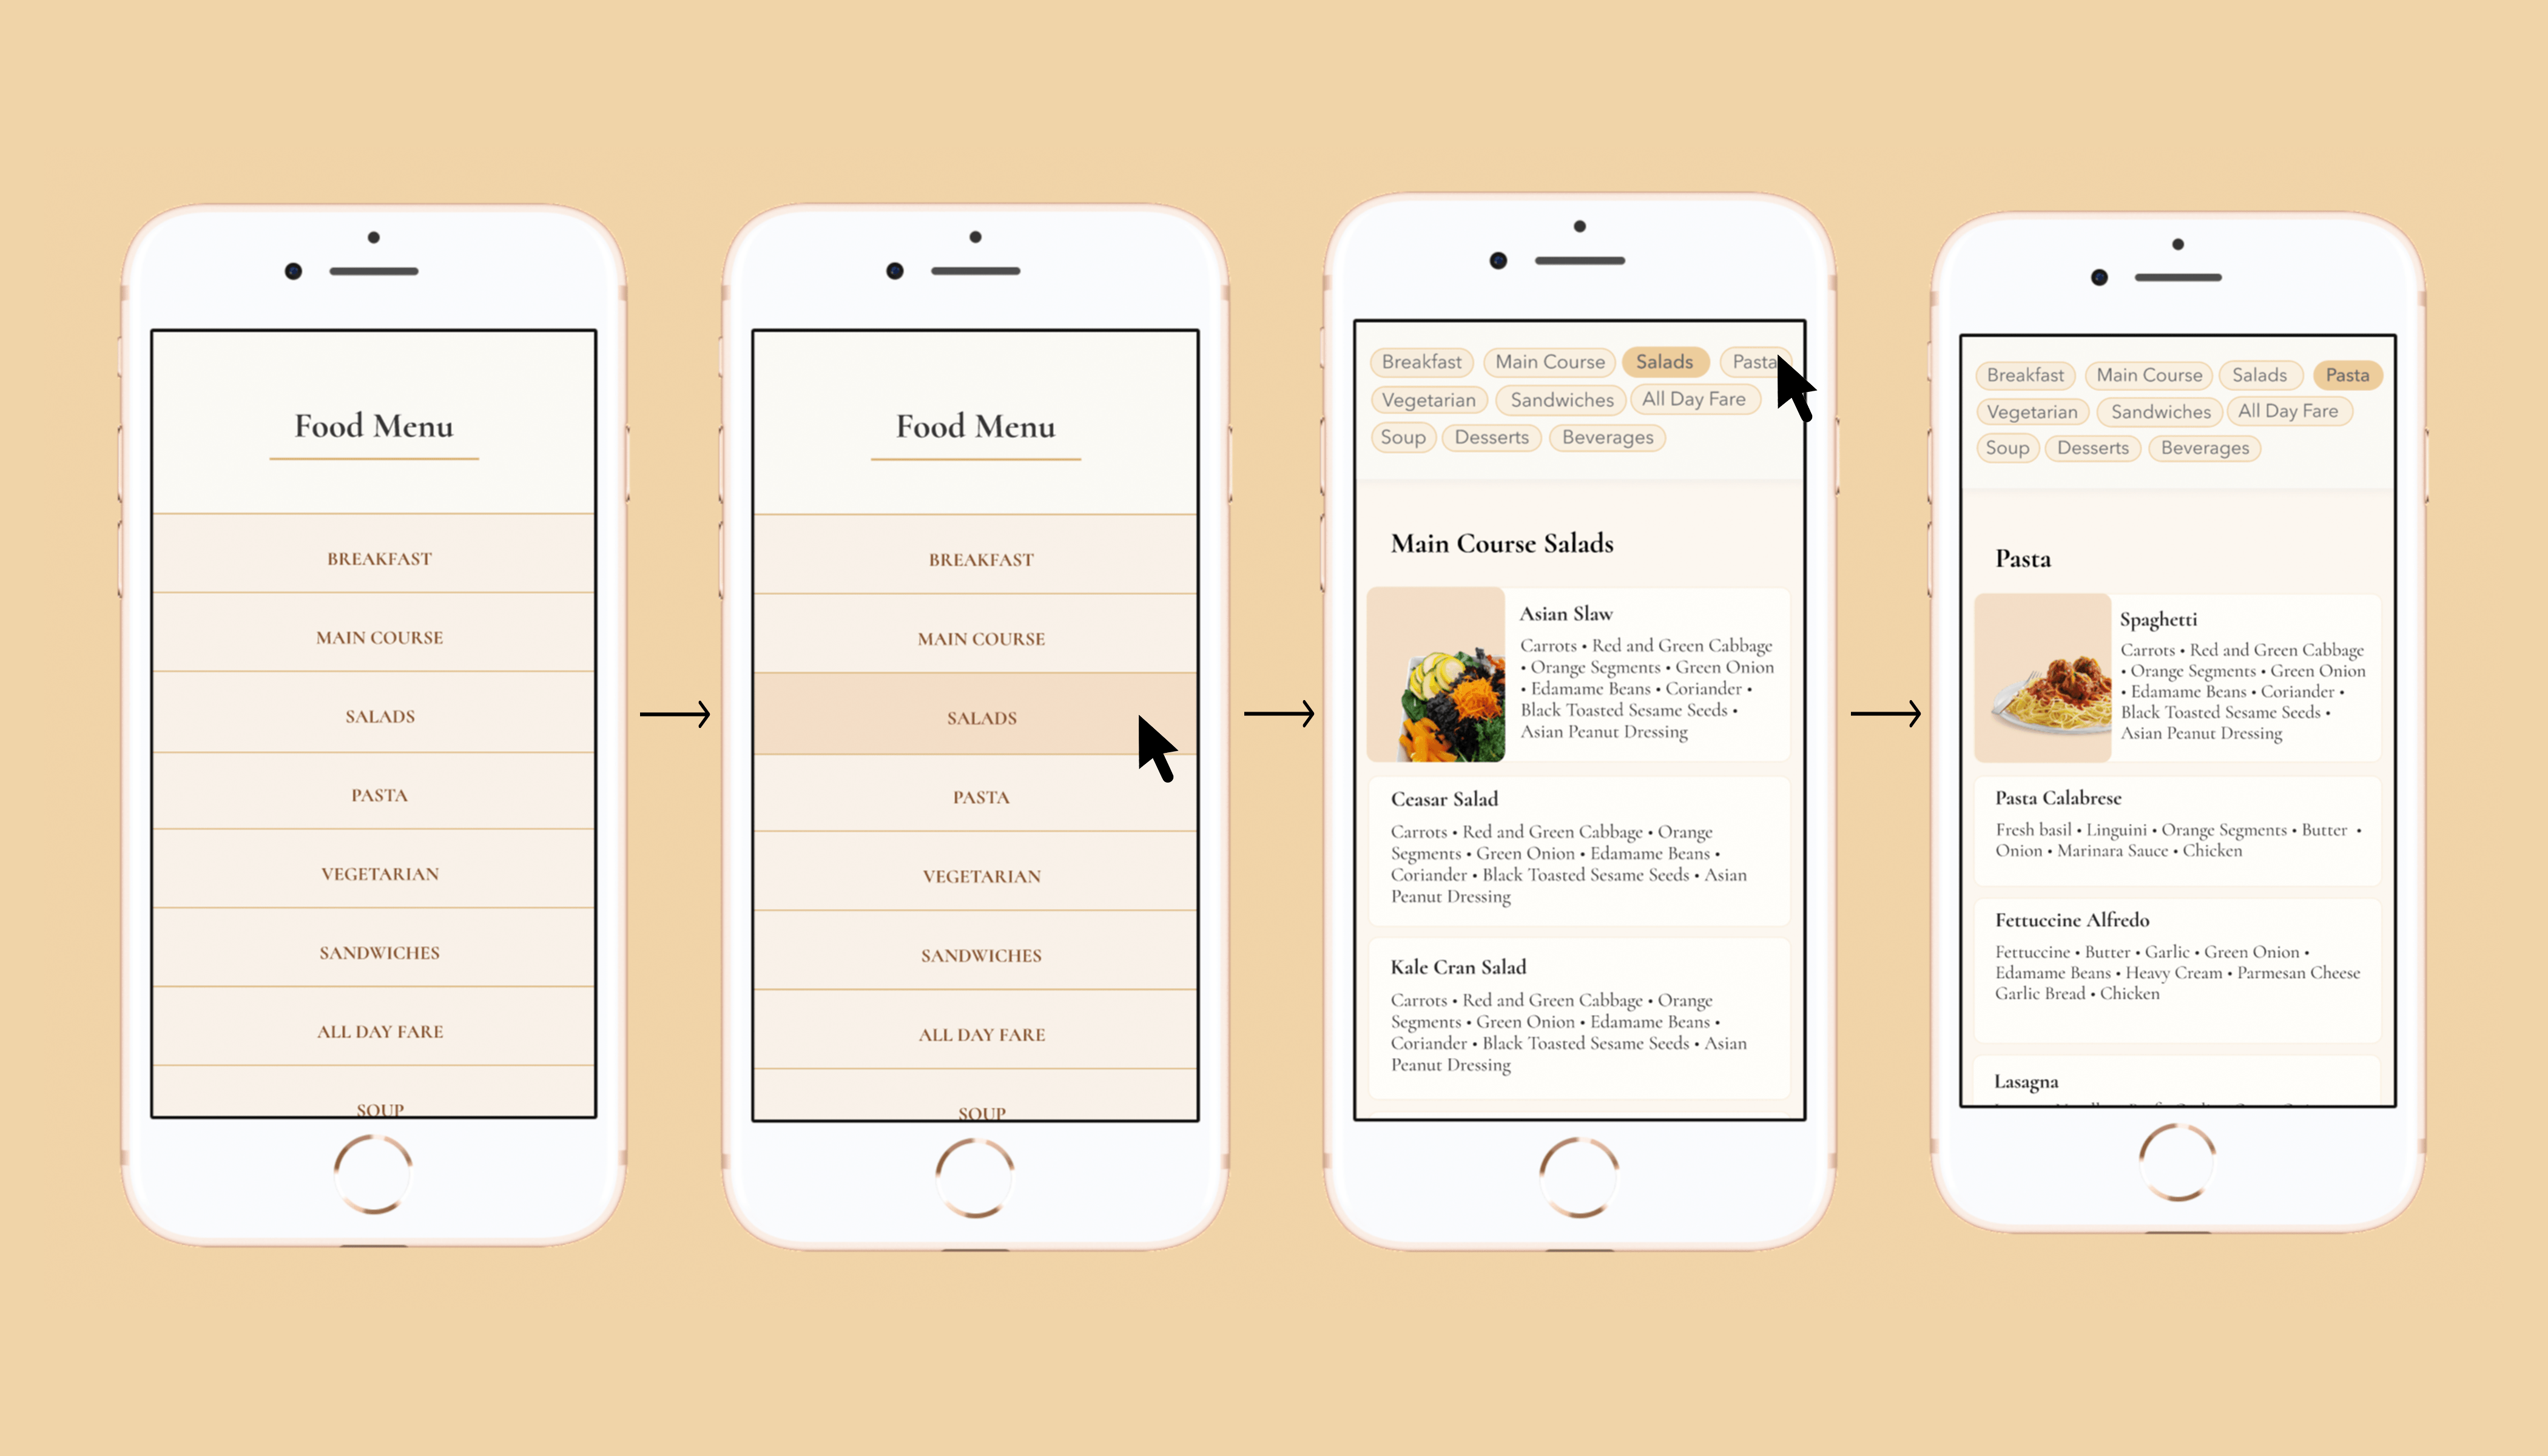 Food Menu
BREAKFAST
MAIN COURSE
SALADS
PASTA
VEGETARIAN
SANDWICHES
ALL DAY FARE
SOUP
Food Menu
BREAKFAST
MAIN COURSE
SALADS
PASTA
VEGETARIAN
SANDWICHES
ALL DAY FARE
SOUP
Breakfast Main Course Salads Pasta
Vegetarian Sandwiches All Day Fare
Soup Desserts Beverages
Main Course Salads
Asian Slaw
Carrots • Red and Green Cabbage
• Orange Segments • Green Onion
• Edamame Beans • Coriander •
Black Toasted Sesame Seeds •
Asian Peanut Dressing
Ceasar Salad
Carrots • Red and Green Cabbage • Orange
Segments • Green Onion • Edamame Beans •
Coriander • Black Toasted Sesame Seeds • Asian
Peanut Dressing
Kale Cran Salad
Carrots • Red and Green Cabbage • Orange
Segments • Green Onion • Edamame Beans •
Coriander • Black Toasted Sesame Seeds • Asian
Peanut Dressing
Breakfast Main Course Salads Pasta
Vegetarian Sandwiches All Day Fare
Soup Desserts Beverages
Pasta
Spaghetti
Carrots • Red and Green Cabbage
• Orange Segments • Green Onion
• Edamame Beans • Coriander •
Black Toasted Sesame Seeds •
Asian Peanut Dressing
Pasta Calabrese
Fresh basil • Linguini • Orange Segments • Butter •
Onion • Marinara Sauce • Chicken
Fettuccine Alfredo
Fettuccine • Butter • Garlic • Green Onion •
Edamame Beans • Heavy Cream • Parmesan Cheese
Garlic Bread • Chicken
Lasagna